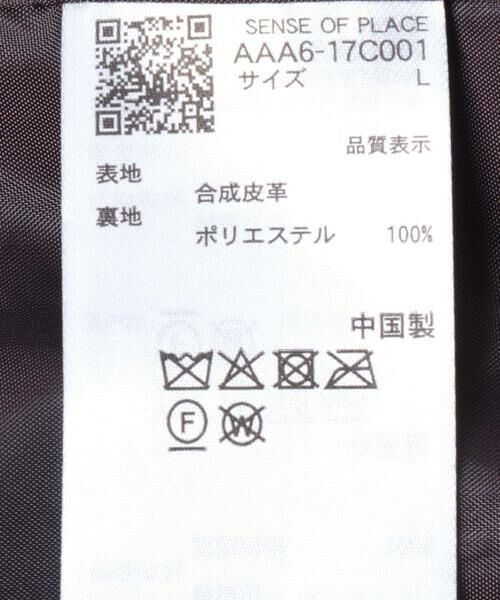 SENSE OF PLACE
AAA6-17C001
サイズ L
品質表示
表地
合成皮革
裏地
ポリエステル 100%
中国製
F W